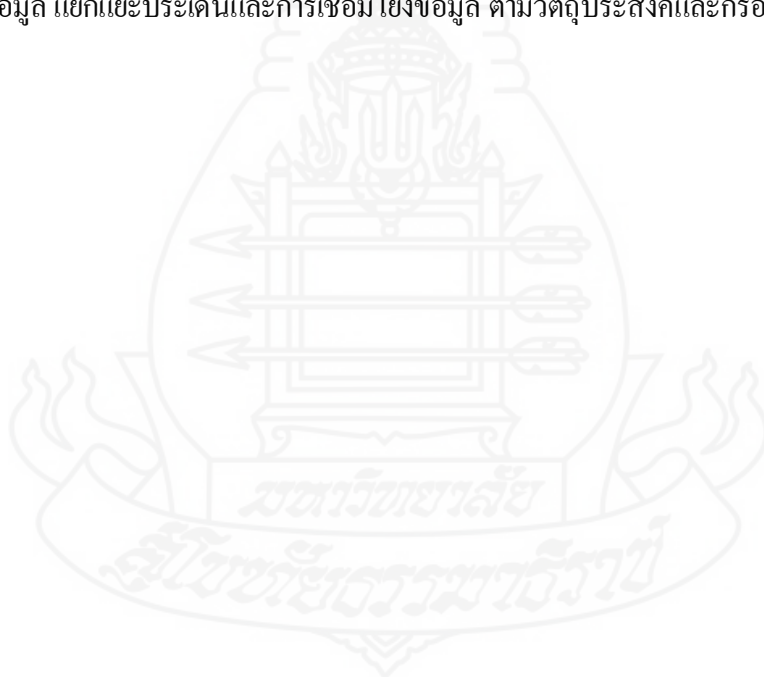 อมูล แยกแยะประเด็นและการเชื่อมโยงข้อมูล ตามวัตถุประสงค์และกรอ
มหาวิทยาลัย
สุโขทัยธรรมาธิราช